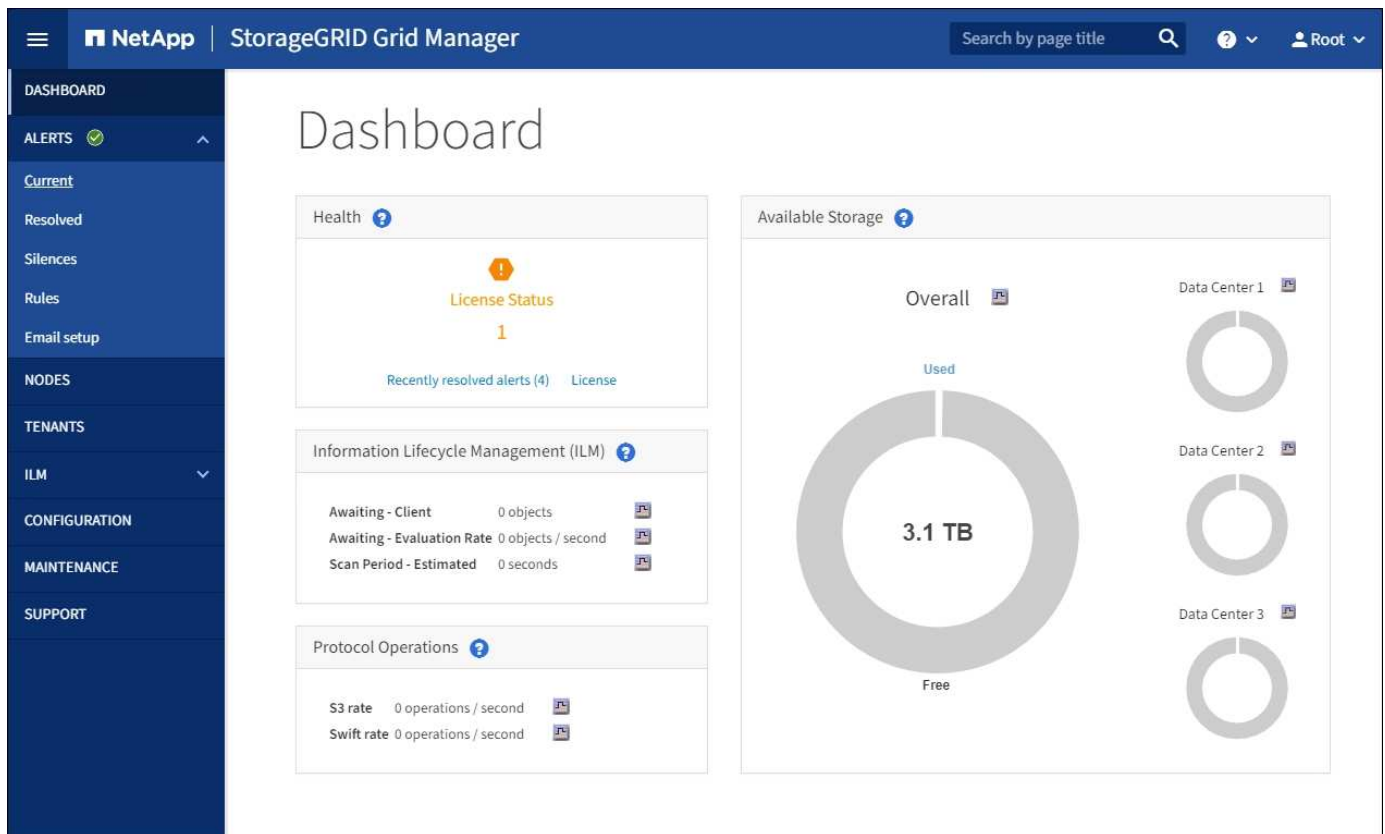 NetApp | StorageGRID Grid Manager
Search by page title
Root
DASHBOARD
ALERTS
Current
Resolved
Silences
Rules
Email setup
NODES
TENANTS
ILM
CONFIGURATION
MAINTENANCE
SUPPORT
Dashboard
Health
License Status
1
Recently resolved alerts (4) License
Information Lifecycle Management (ILM)
Awaiting - Client 0 objects
Awaiting - Evaluation Rate 0 objects / second
Scan Period - Estimated 0 seconds
Protocol Operations
S3 rate 0 operations / second
Swift rate 0 operations / second
Available Storage
Overall
Used
3.1 TB
Free
Data Center 1
Data Center 2
Data Center 3